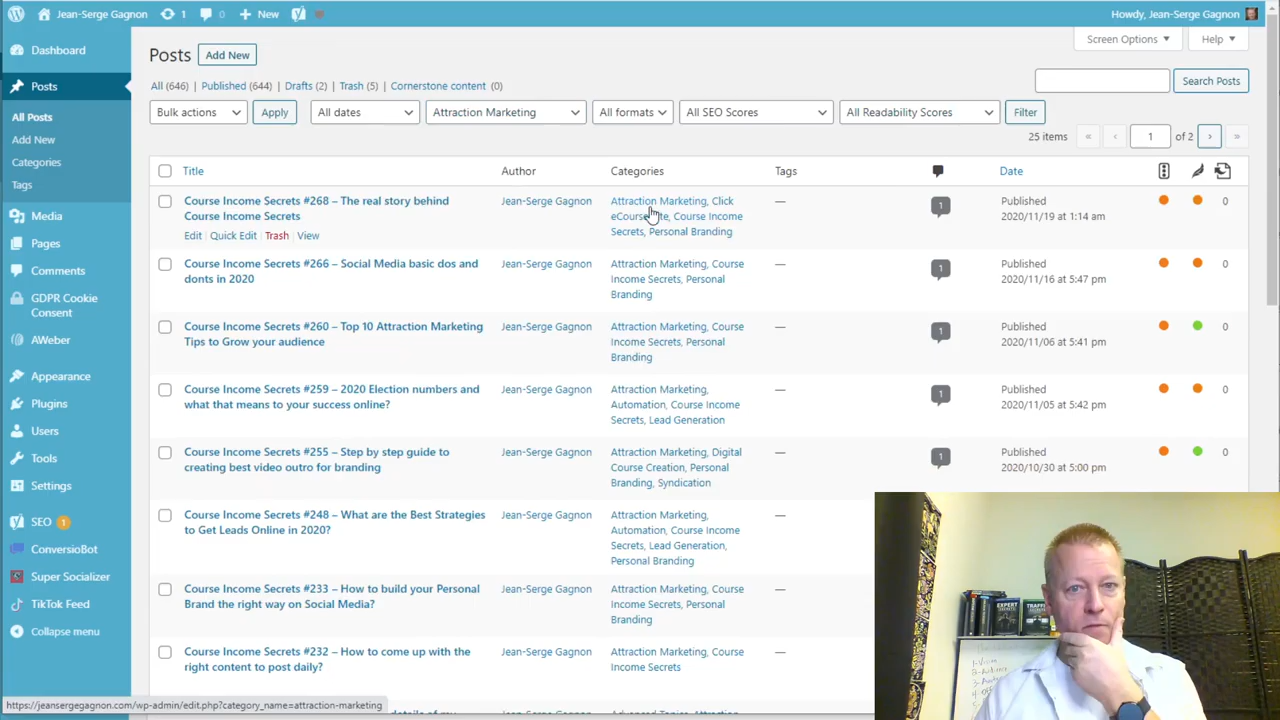 Jean-Serge Gagnon 1 0 New Howdy, Jean-Serge Gagnon
Screen Options Help
Dashboard
Posts
All Posts
Add New
Categories
Tags
Media
Pages
Comments
GDPR Cookie
Consent
AWeber
Appearance
Plugins
Users
Tools
Settings
SEO 1
ConversioBot
Super Socializer
TikTok Feed
Collapse menu
Posts Add New
All (646) | Published (644) | Drafts (2) | Trash (5) | Cornerstone content (0)
Search Posts
Bulk actions Apply All dates Attraction Marketing All formats All SEO Scores All Readability Scores Filter
25 items « ‹ 1 of 2 › »
Title Author Categories Tags Date
Course Income Secrets #268 – The real story behind
Course Income Secrets
Edit | Quick Edit | Trash | View
Jean-Serge Gagnon
Attraction Marketing, Click
Course Income
Secrets, Personal Branding
—
1
Published
2020/11/19 at 1:14 am
0
Course Income Secrets #266 – Social Media basic dos and
donts in 2020
Jean-Serge Gagnon
Attraction Marketing, Course
Income Secrets, Personal
Branding
—
1
Published
2020/11/16 at 5:47 pm
0
Course Income Secrets #260 – Top 10 Attraction Marketing
Tips to Grow your audience
Jean-Serge Gagnon
Attraction Marketing, Course
Income Secrets, Personal
Branding
—
1
Published
2020/11/06 at 5:41 pm
0
Course Income Secrets #259 – 2020 Election numbers and
what that means to your success online?
Jean-Serge Gagnon
Attraction Marketing,
Automation, Course Income
Secrets, Lead Generation
—
1
Published
2020/11/05 at 5:42 pm
0
Course Income Secrets #255 – Step by step guide to
creating best video outro for branding
Jean-Serge Gagnon
Attraction Marketing, Digital
Course Creation, Personal
Branding, Syndication
—
1
Published
2020/10/30 at 5:00 pm
0
Course Income Secrets #248 – What are the Best Strategies
to Get Leads Online in 2020?
Jean-Serge Gagnon
Attraction Marketing,
Automation, Course Income
Secrets, Lead Generation,
Personal Branding
—
Course Income Secrets #233 – How to build your Personal
Brand the right way on Social Media?
Jean-Serge Gagnon
Attraction Marketing, Course
Income Secrets, Personal
Branding
—
Course Income Secrets #232 – How to come up with the
right content to post daily?
Jean-Serge Gagnon
Attraction Marketing, Course
Income Secrets
—
EXPERT
SECRETS
https://jeansergegagnon.com/wp-admin/edit.php?category_name=attraction-marketing